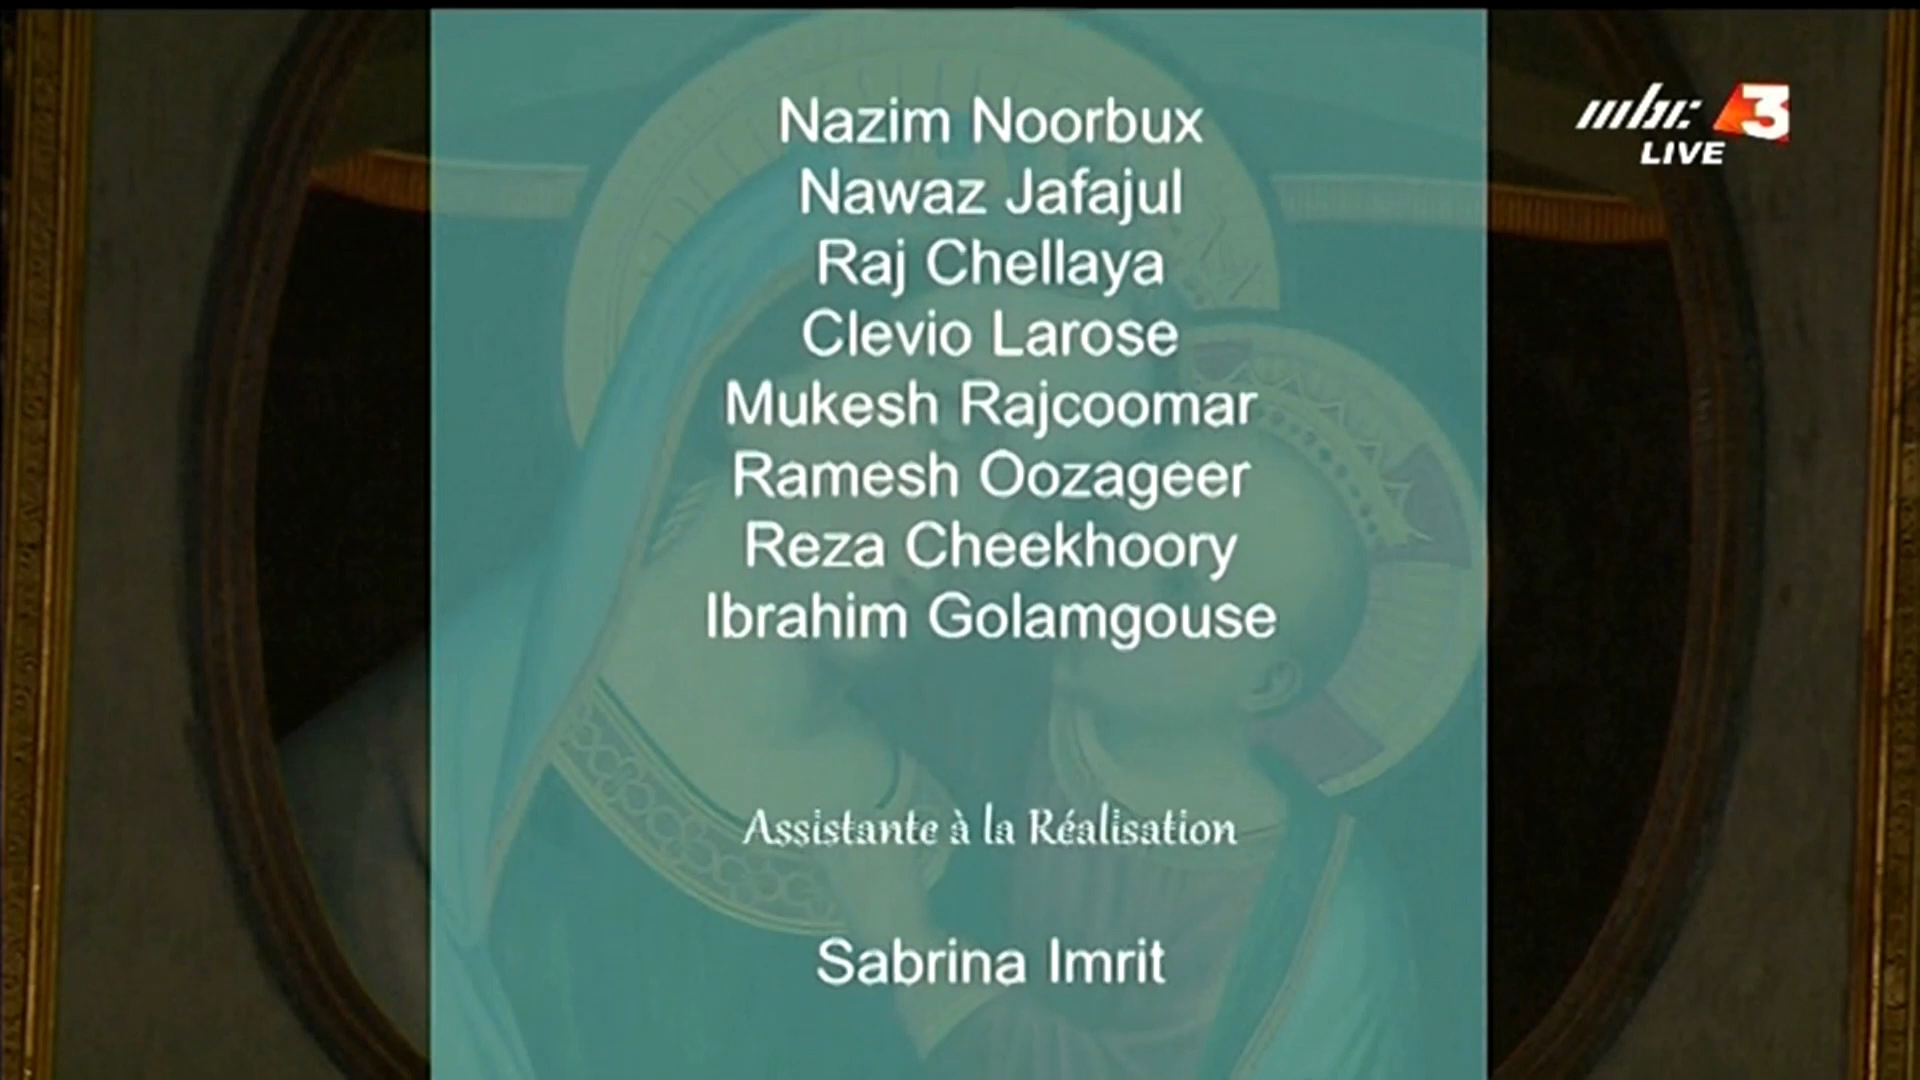 mbc 3
LIVE
Nazim Noorbux
Nawaz Jafajul
Raj Chellaya
Clevio Larose
Mukesh Rajcoomar
Ramesh Oozageer
Reza Cheekhoory
Ibrahim Golamgouse
Assistante à la Réalisation
Sabrina Imrit